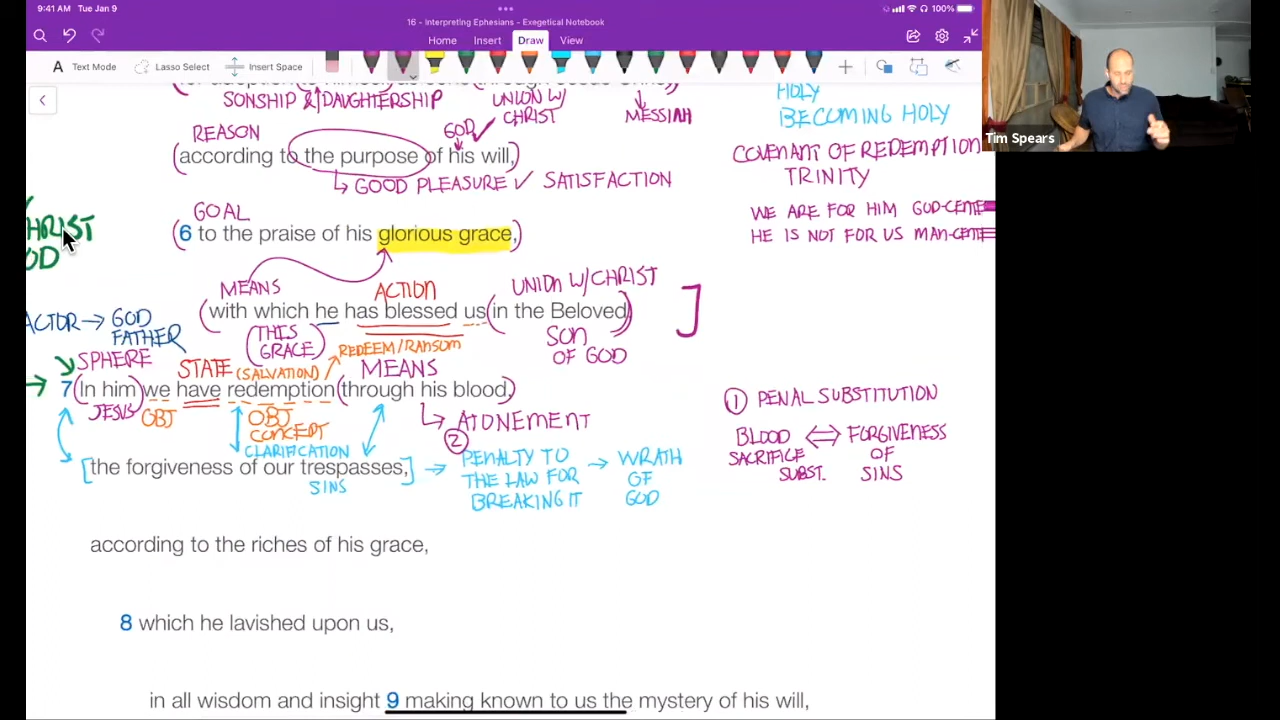 9:41 AM Tue Jan 9
100%
16 - Interpreting Ephesians - Exegetical Notebook
Home Insert Draw View
A Text Mode Lasso Select Insert Space
Tim Spears
SONSHIP & DAUGHTERSHIP
UNION W/
CHRIST
MESSIAH
HOLY
BECOMING HOLY
REASON
GOD ✓
(according to the purpose of his will,)
↳ GOOD PLEASURE ✓ SATISFACTION
COVENANT OF REDEMPTION
TRINITY
WE ARE FOR HIM GOD-CENTE
HE IS NOT FOR US MAN-CENTE
GOAL
(6 to the praise of his glorious grace,)
HRIST
OD
MEANS
ACTION
UNION W/CHRIST
(with which he has blessed us (in the Beloved)) ]
(THIS
GRACE)
SON
OF GOD
ACTOR → GOD
FATHER
REDEEM/RANSOM
SPHERE
STATE (SALVATION)
MEANS
→ 7 (In him) we have redemption (through his blood,)
JESUS
OBJ
OBJ
CONCEPT
CLARIFICATION
↳ ATONEMENT
②
① PENAL SUBSTITUTION
BLOOD ⇔ FORGIVENESS
SACRIFICE OF
SUBST. SINS
[the forgiveness of our trespasses,] →
SINS
PENALTY TO
THE LAW FOR
BREAKING IT
→ WRATH
OF
GOD
according to the riches of his grace,
8 which he lavished upon us,
in all wisdom and insight 9 making known to us the mystery of his will,